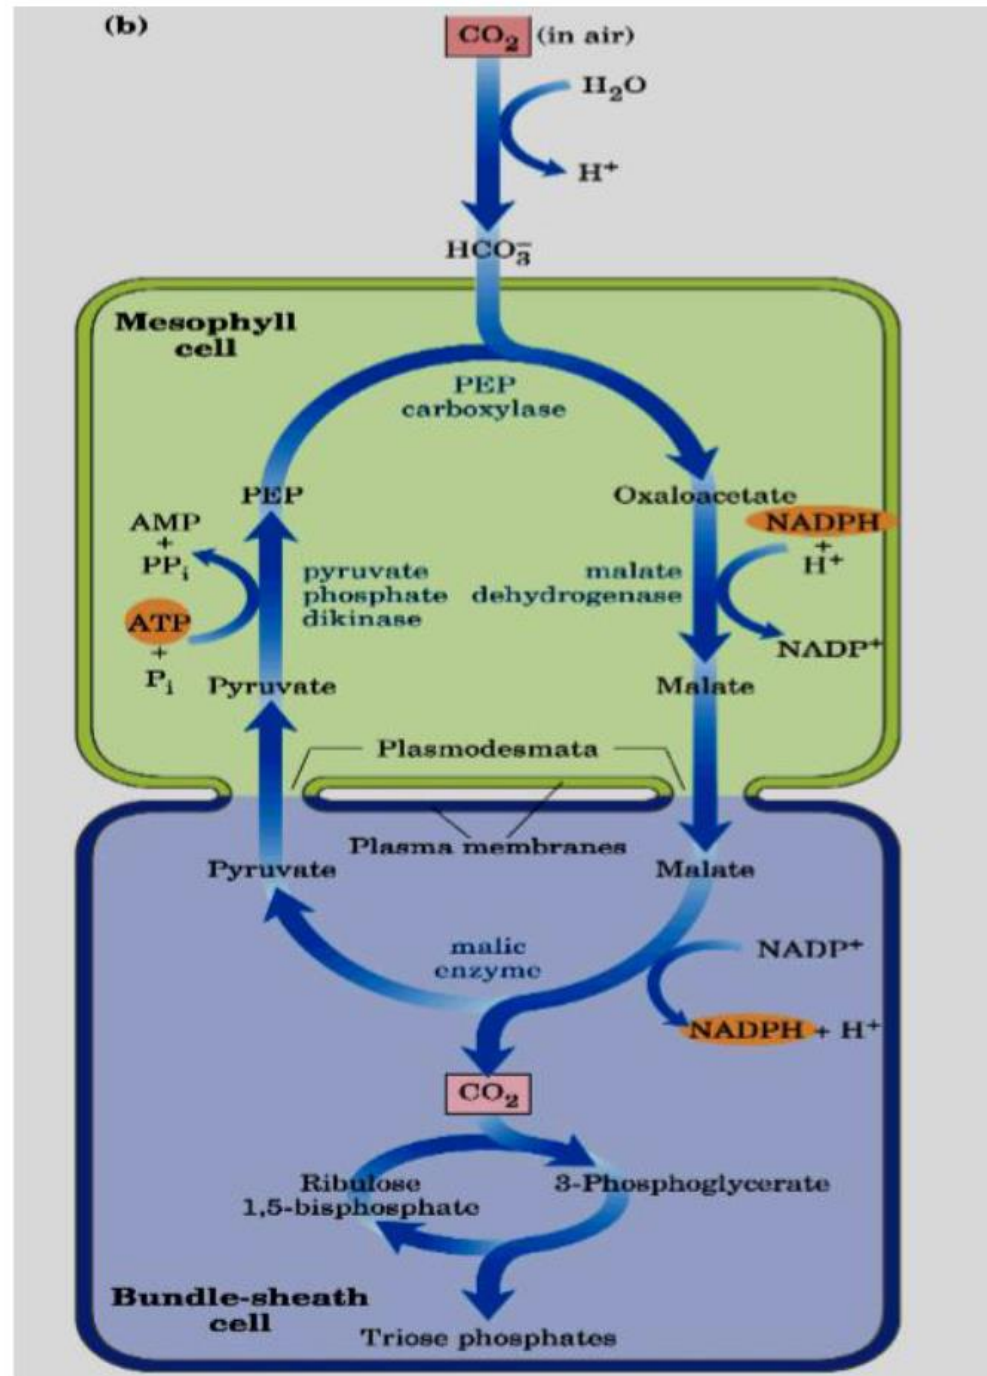 (b)
CO₂ (in air)
H₂O
H⁺
HCO₃⁻
Mesophyll
cell
PEP
carboxylase
PEP
Oxaloacetate
AMP
+
PPᵢ
NADPH
+
H⁺
pyruvate
phosphate
dikinase
malate
dehydrogenase
ATP
+
Pᵢ
NADP⁺
Pyruvate
Malate
Plasmodesmata
Plasma membranes
Pyruvate
Malate
malic
enzyme
NADP⁺
NADPH + H⁺
CO₂
Ribulose
1,5-bisphosphate
3-Phosphoglycerate
Bundle-sheath
cell
Triose phosphates